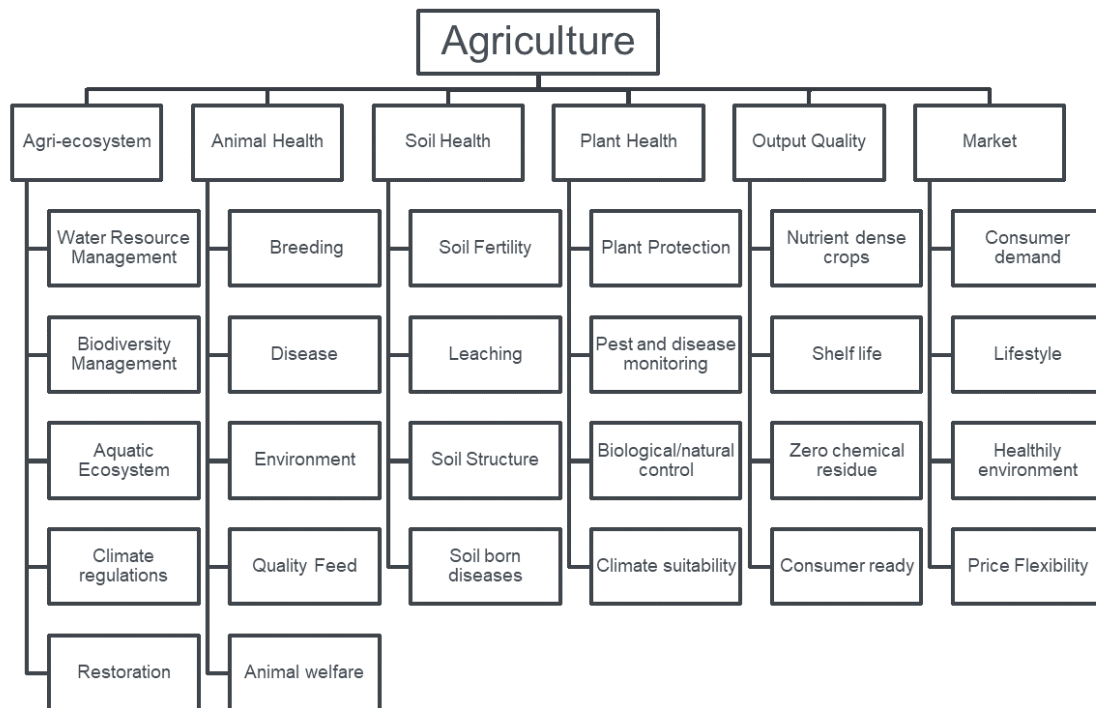 Agriculture
Agri-ecosystem
Animal Health
Soil Health
Plant Health
Output Quality
Market
Water Resource
Management
Breeding
Soil Fertility
Plant Protection
Nutrient dense
crops
Consumer
demand
Biodiversity
Management
Disease
Leaching
Pest and disease
monitoring
Shelf life
Lifestyle
Aquatic
Ecosystem
Environment
Soil Structure
Biological/natural
control
Zero chemical
residue
Healthily
environment
Climate
regulations
Quality Feed
Soil born
diseases
Climate suitability
Consumer ready
Price Flexibility
Restoration
Animal welfare